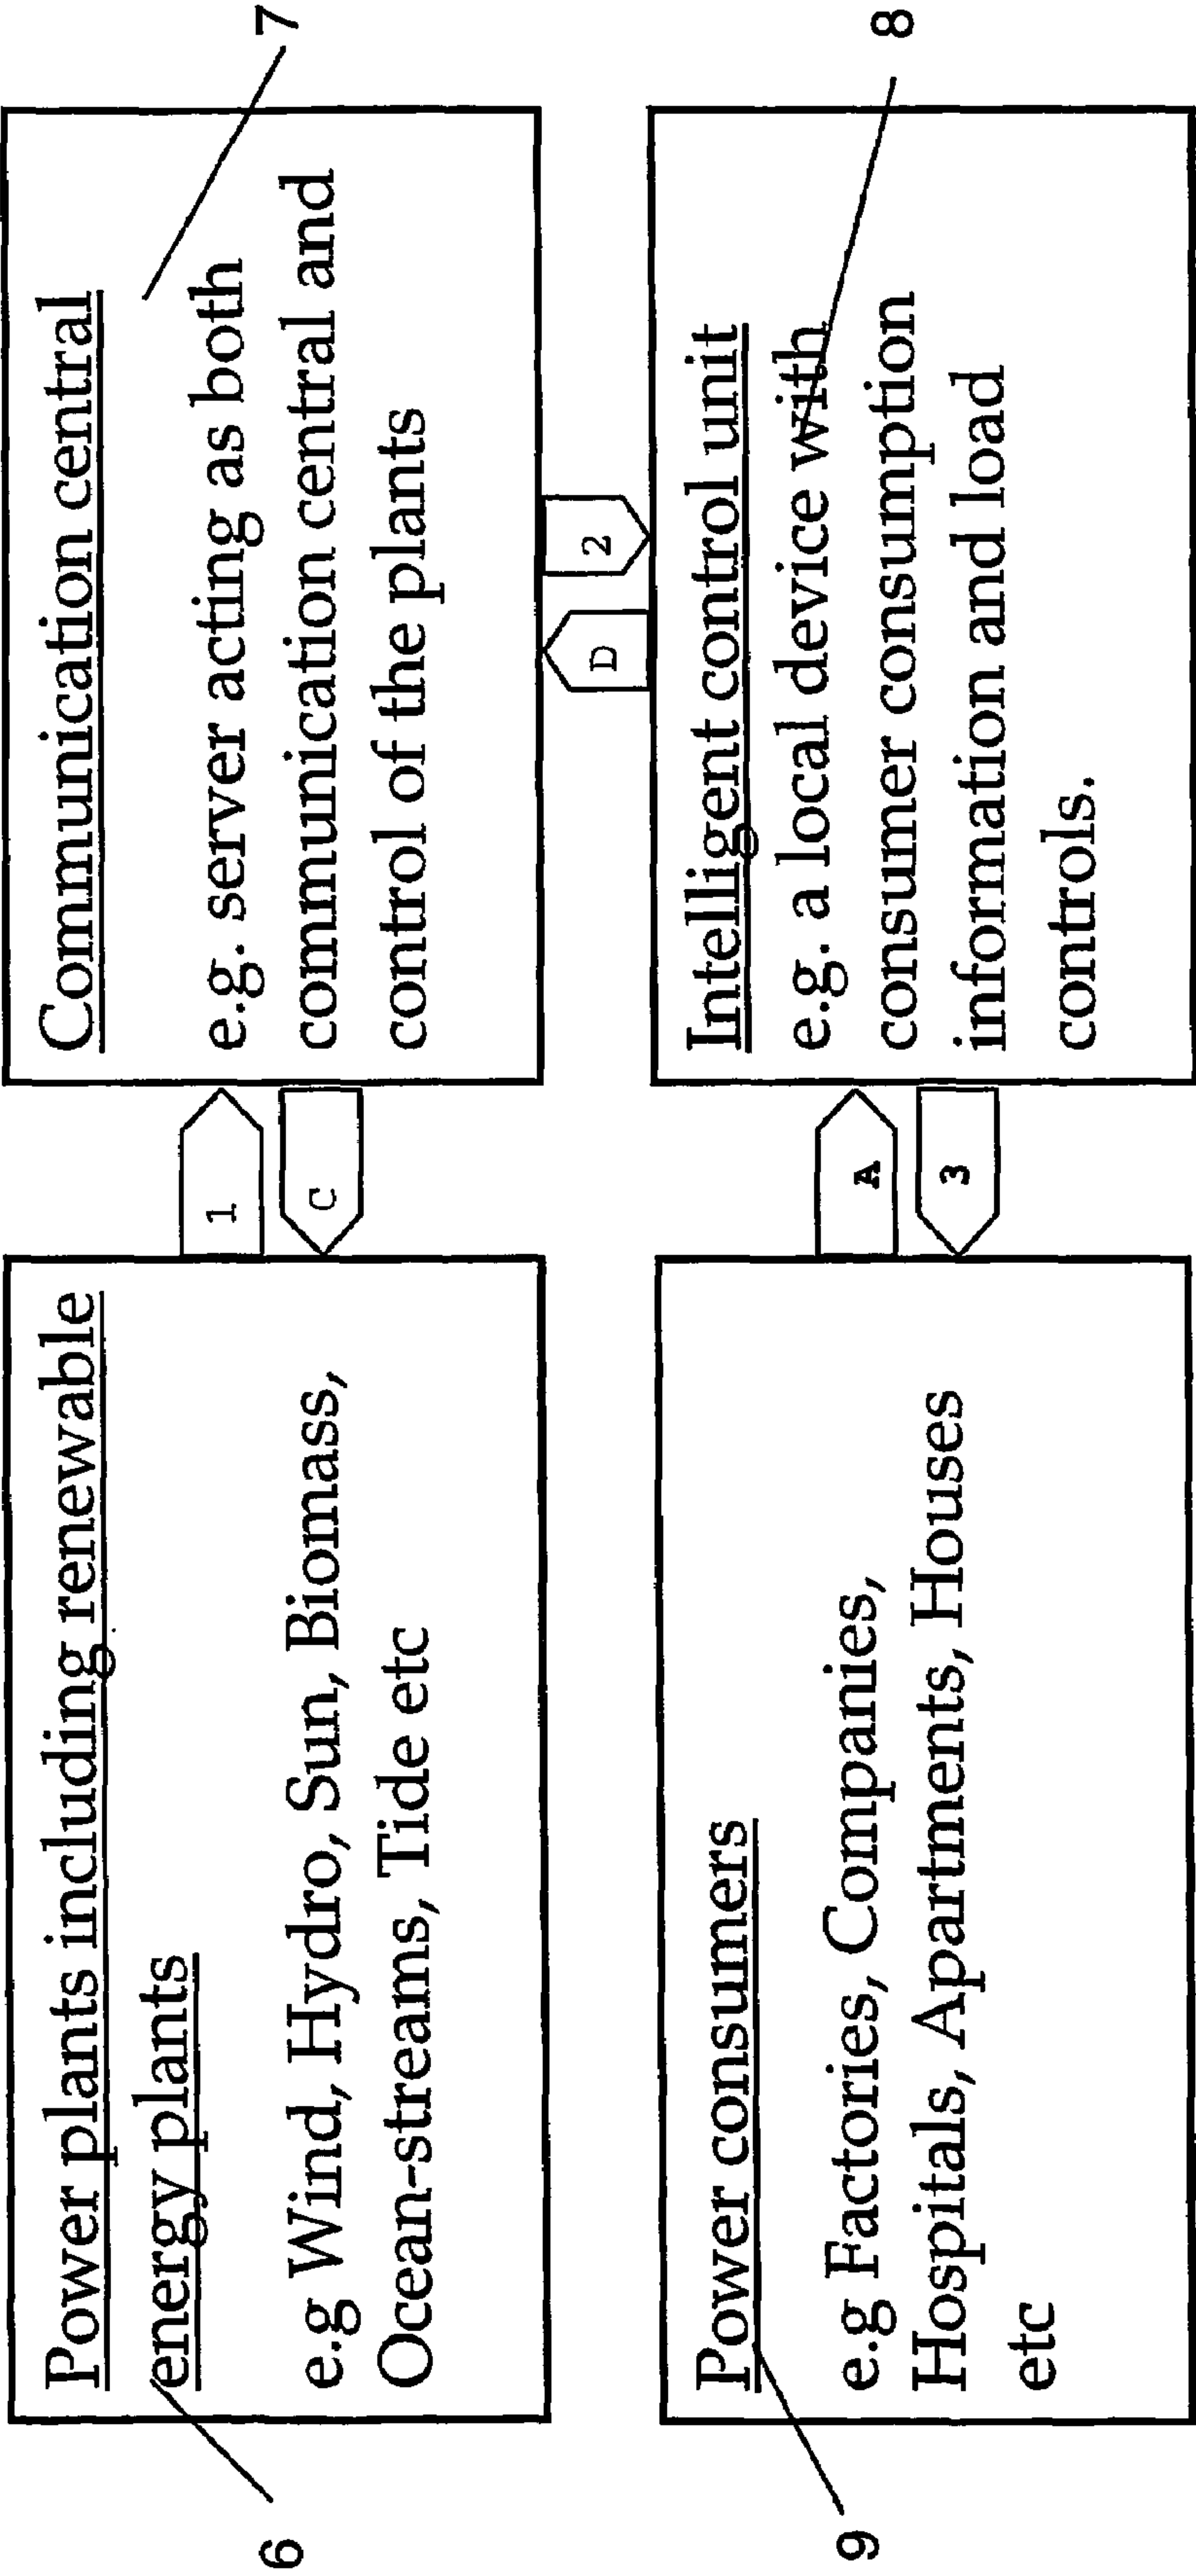 6
Power plants including renewable
energy plants
e.g Wind, Hydro, Sun, Biomass,
Ocean-streams, Tide etc
1
C
Communication central
e.g. server acting as both
communication central and
control of the plants
7
D
2
9
Power consumers
e.g Factories, Companies,
Hospitals, Apartments, Houses
etc
A
3
Intelligent control unit
e.g. a local device with
consumer consumption
information and load
controls.
8